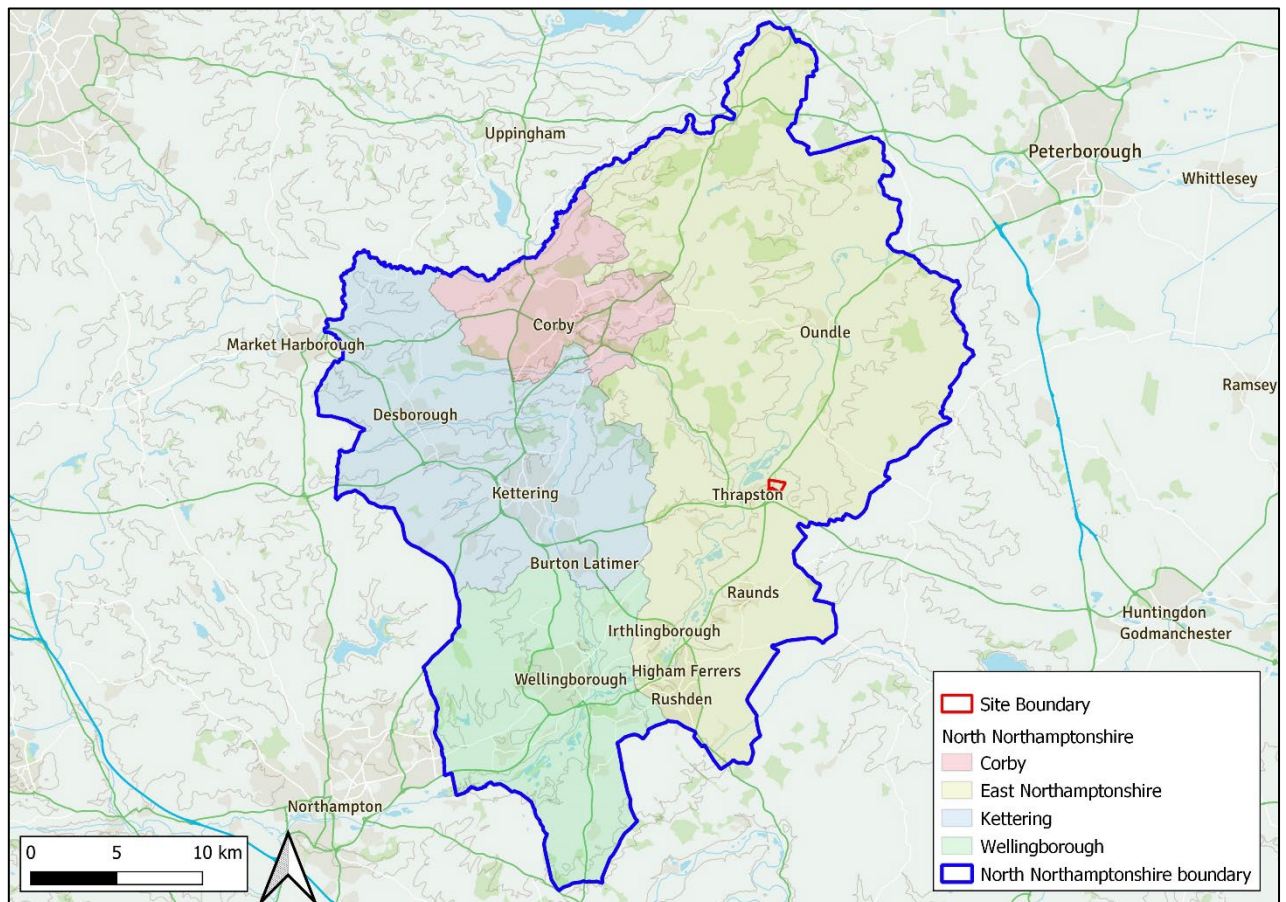 Uppingham
Peterborough
Whittlesey
Corby
Oundle
Market Harborough
Ramsey
Desborough
Kettering
Thrapston
Burton Latimer
Raunds
Huntingdon
Godmanchester
Irthlingborough
Higham Ferrers
Wellingborough
Rushden
Northampton
0 5 10 km
Site Boundary
North Northamptonshire
Corby
East Northamptonshire
Kettering
Wellingborough
North Northamptonshire boundary